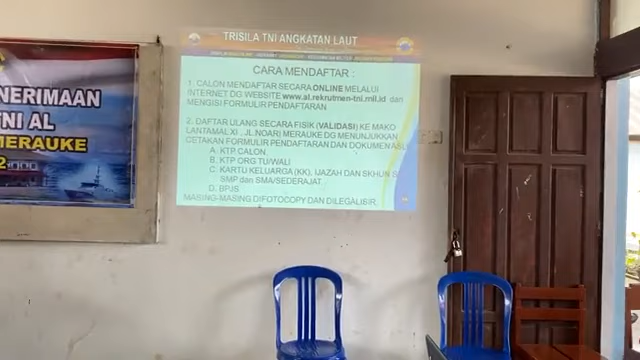 TRISILA TNI ANGKATAN LAUT
CARA MENDAFTAR :
1. CALON MENDAFTAR SECARA ONLINE MELALUI
INTERNET DG WEBSITE www.al.rekrutmen-tni.mil.id dan
MENGISI FORMULIR PENDAFTARAN
2. DAFTAR ULANG SECARA FISIK (VALIDASI) KE MAKO
LANTAMAL XI , JL NOARI MERAUKE DG MENUNJUKKAN
CETAKAN FORMULIR PENDAFTARAN DAN DOKUMEN ASLI
A. KTP CALON,
B. KTP ORG TU/WALI
C. KARTU KELUARGA (KK), IJAZAH DAN SKHUN S
SMP dan SMA/SEDERAJAT.
D. BPJS
MASING-MASING DIFOTOCOPY DAN DILEGALISIR.
NERIMAAN
TNI AL
MERAUKE
2